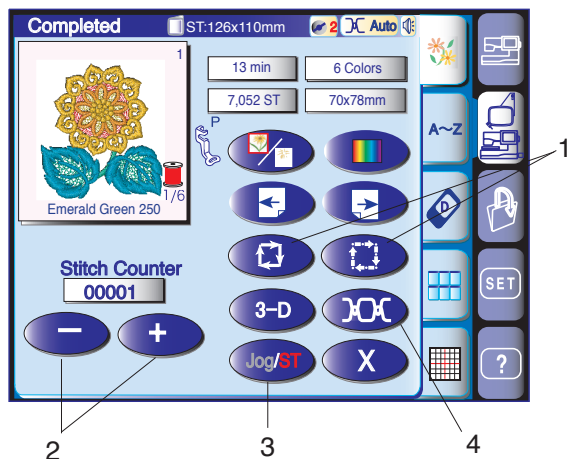 Completed ST:126x110mm 2 Auto
1
13 min 6 Colors
7,052 ST 70x78mm
P
1/6
Emerald Green 250
A~Z
D
Stitch Counter
00001
SET
3-D
− +
Jog/ST X
?
1
2 3 4